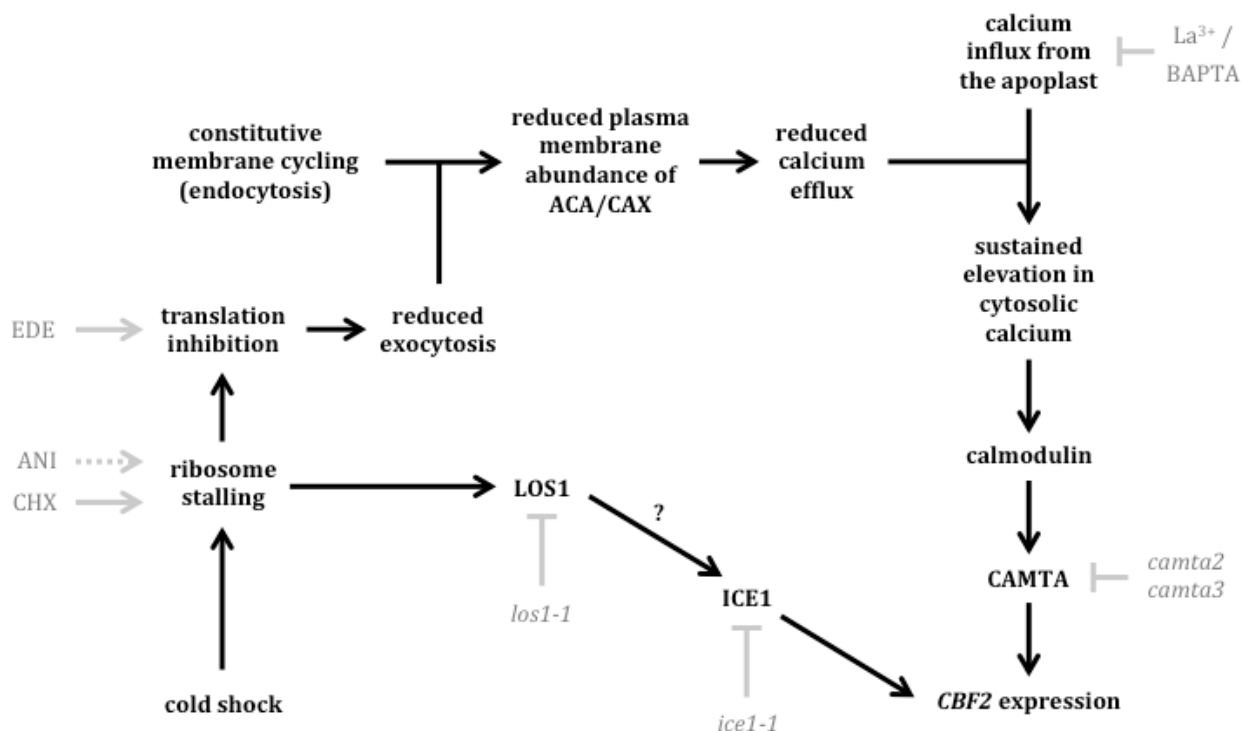 calcium
influx from
the apoplast
La³⁺ /
BAPTA
constitutive
membrane cycling
(endocytosis)
reduced plasma
membrane
abundance of
ACA/CAX
reduced
calcium
efflux
sustained
elevation in
cytosolic
calcium
EDE
translation
inhibition
reduced
exocytosis
ANI
CHX
ribosome
stalling
LOS1
?
calmodulin
los1-1
ICE1
CAMTA
camta2
camta3
cold shock
ice1-1
CBF2 expression